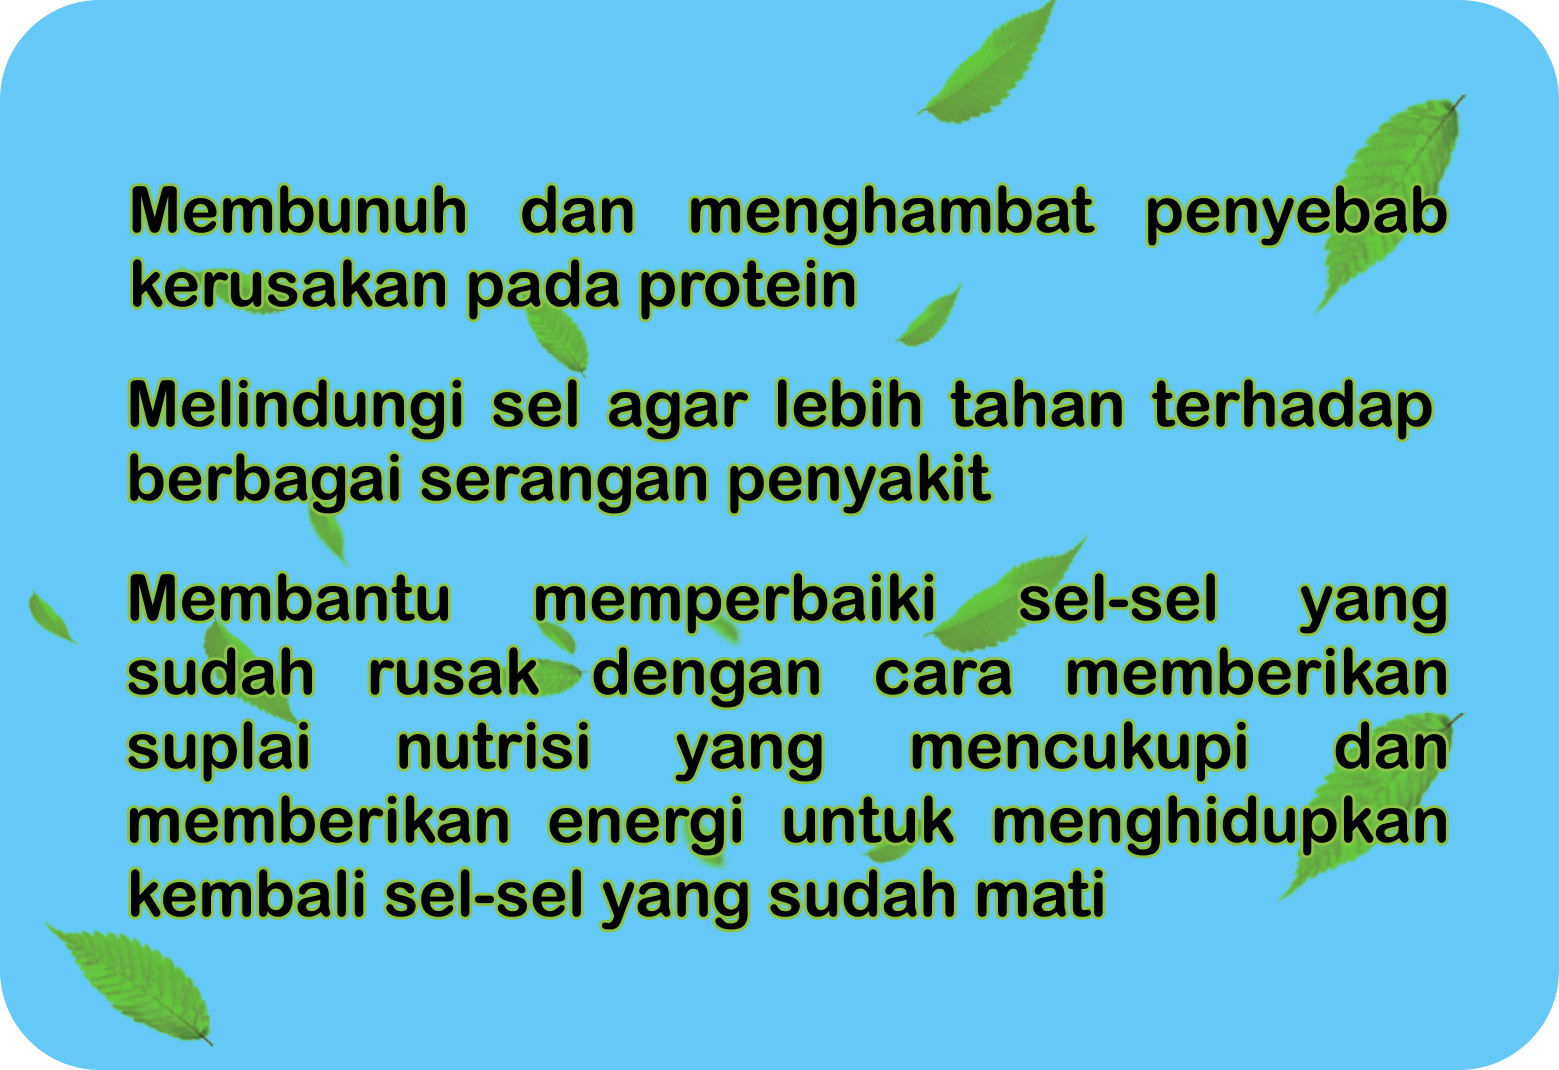 Membunuh dan menghambat penyebab
kerusakan pada protein
Melindungi sel agar lebih tahan terhadap
berbagai serangan penyakit
Membantu memperbaiki sel-sel yang
sudah rusak dengan cara memberikan
suplai nutrisi yang mencukupi dan
memberikan energi untuk menghidupkan
kembali sel-sel yang sudah mati